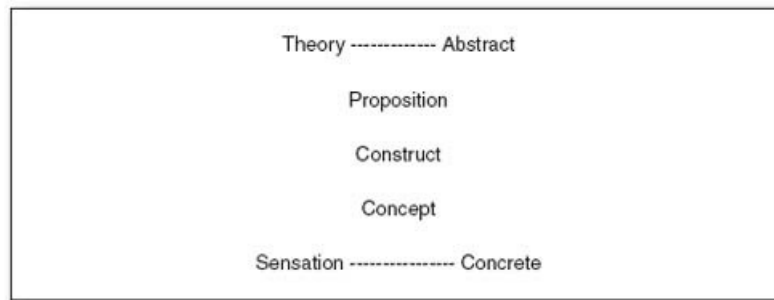 Theory ------------- Abstract
Proposition
Construct
Concept
Sensation ---------------- Concrete